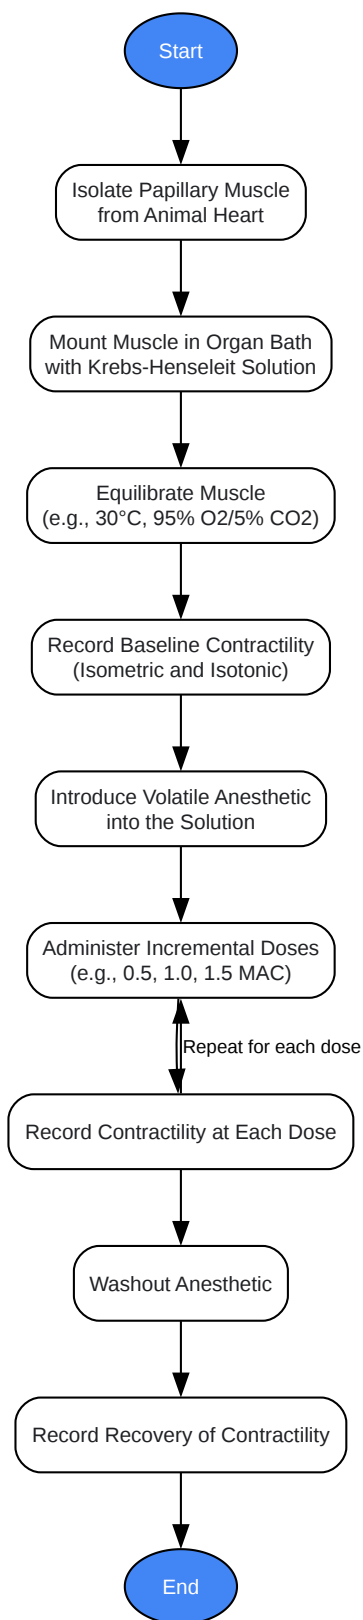 Start
Isolate Papillary Muscle
from Animal Heart
Mount Muscle in Organ Bath
with Krebs-Henseleit Solution
Equilibrate Muscle
(e.g., 30°C, 95% O2/5% CO2)
Record Baseline Contractility
(Isometric and Isotonic)
Introduce Volatile Anesthetic
into the Solution
Administer Incremental Doses
(e.g., 0.5, 1.0, 1.5 MAC)
Repeat for each dose
Record Contractility at Each Dose
Washout Anesthetic
Record Recovery of Contractility
End